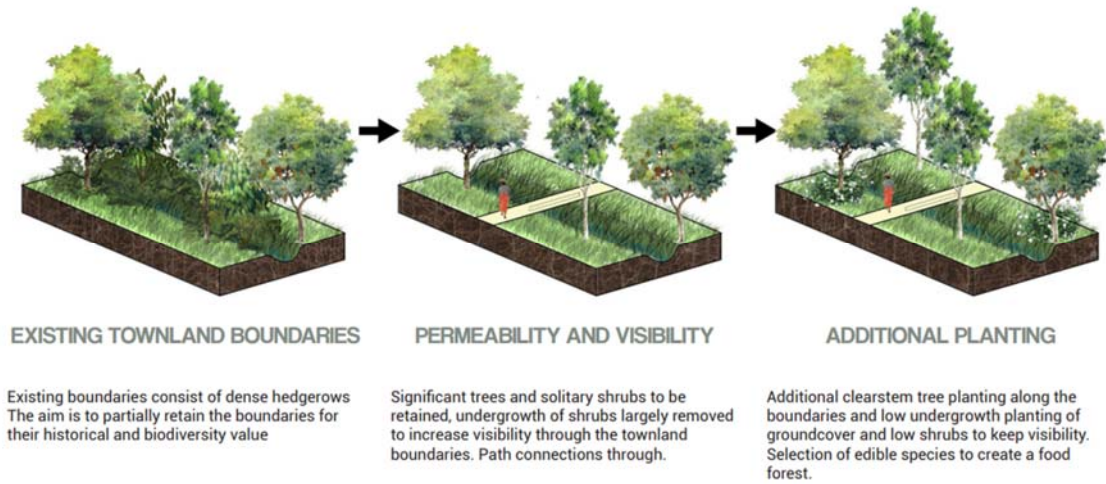 EXISTING TOWNLAND BOUNDARIES
Existing boundaries consist of dense hedgerows
The aim is to partially retain the boundaries for
their historical and biodiversity value
PERMEABILITY AND VISIBILITY
Significant trees and solitary shrubs to be
retained, undergrowth of shrubs largely removed
to increase visibility through the townland
boundaries. Path connections through.
ADDITIONAL PLANTING
Additional clearstem tree planting along the
boundaries and low undergrowth planting of
groundcover and low shrubs to keep visibility.
Selection of edible species to create a food
forest.